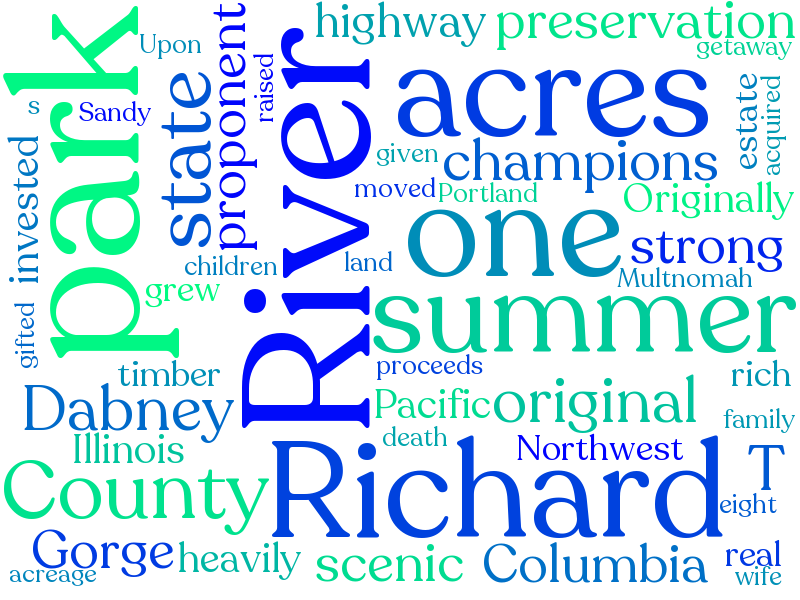 park
Upon
highway
preservation
getaway
s
Sandy
state
proponent
raised
River
acres
estate
acquired
given
champions
invested
moved
Portland
Originally
one
strong
children
land
Multnomah
grew
gifted
summer
timber
proceeds
rich
Dabney
Pacific
original
family
Illinois
death
Northwest
County
Richard
T
eight
Gorge
heavily
scenic
Columbia
real
acreage
wife